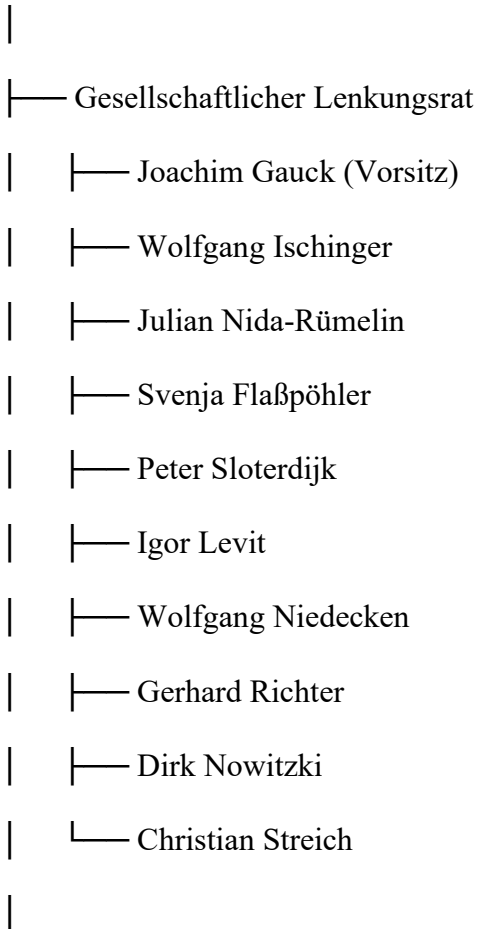 │
├── Gesellschaftlicher Lenkungsrat
│ ├── Joachim Gauck (Vorsitz)
│ ├── Wolfgang Ischinger
│ ├── Julian Nida-Rümelin
│ ├── Svenja Flaßpöhler
│ ├── Peter Sloterdijk
│ ├── Igor Levit
│ ├── Wolfgang Niedecken
│ ├── Gerhard Richter
│ ├── Dirk Nowitzki
│ └── Christian Streich
│